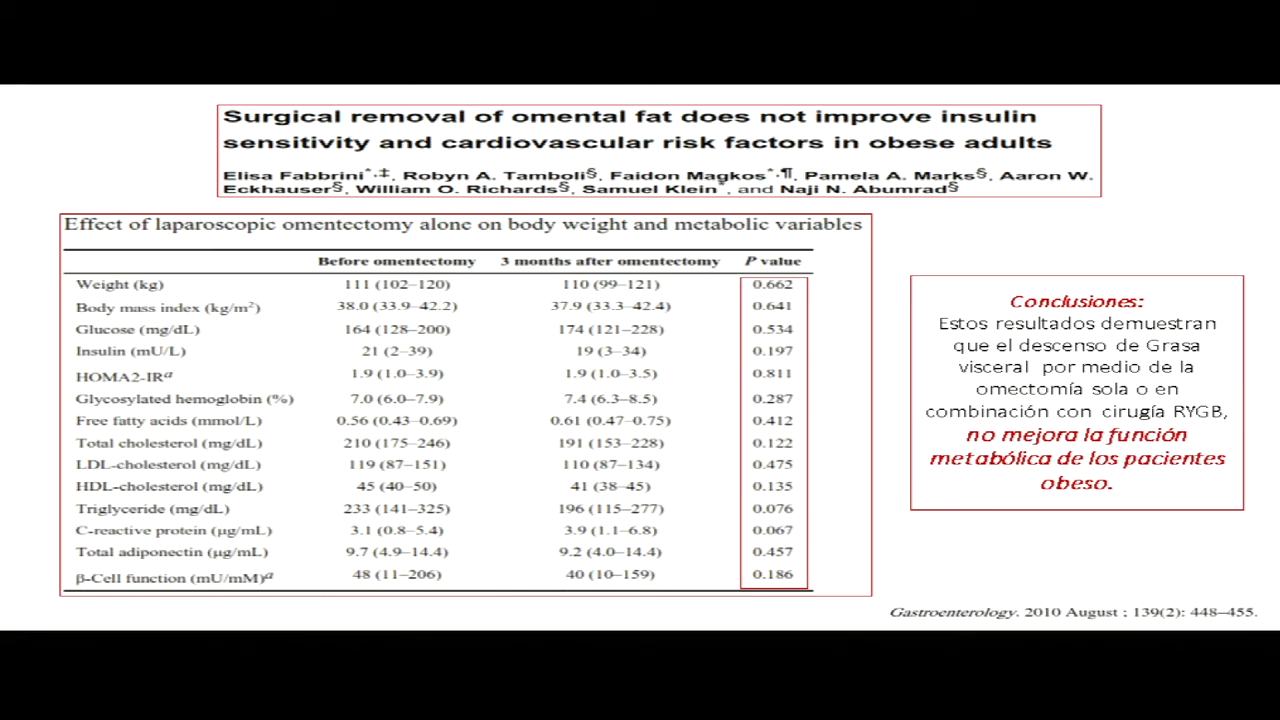 Surgical removal of omental fat does not improve insulin
sensitivity and cardiovascular risk factors in obese adults
Elisa Fabbrini*,‡, Robyn A. Tamboli§, Faidon Magkos*,¶, Pamela A. Marks§, Aaron W.
Eckhauser§, William O. Richards§, Samuel Klein*, and Naji N. Abumrad§
Effect of laparoscopic omentectomy alone on body weight and metabolic variables
Before omentectomy 3 months after omentectomy P value
Weight (kg) 111 (102–120) 110 (99–121) 0.662
Body mass index (kg/m²) 38.0 (33.9–42.2) 37.9 (33.3–42.4) 0.641
Glucose (mg/dL) 164 (128–200) 174 (121–228) 0.534
Insulin (mU/L) 21 (2–39) 19 (3–34) 0.197
HOMA2-IRa 1.9 (1.0–3.9) 1.9 (1.0–3.5) 0.811
Glycosylated hemoglobin (%) 7.0 (6.0–7.9) 7.4 (6.3–8.5) 0.287
Free fatty acids (mmol/L) 0.56 (0.43–0.69) 0.61 (0.47–0.75) 0.412
Total cholesterol (mg/dL) 210 (175–246) 191 (153–228) 0.122
LDL-cholesterol (mg/dL) 119 (87–151) 110 (87–134) 0.475
HDL-cholesterol (mg/dL) 45 (40–50) 41 (38–45) 0.135
Triglyceride (mg/dL) 233 (141–325) 196 (115–277) 0.076
C-reactive protein (μg/mL) 3.1 (0.8–5.4) 3.9 (1.1–6.8) 0.067
Total adiponectin (μg/mL) 9.7 (4.9–14.4) 9.2 (4.0–14.4) 0.457
β-Cell function (mU/mM)a 48 (11–206) 40 (10–159) 0.186
Conclusiones:
Estos resultados demuestran
que el descenso de Grasa
visceral por medio de la
omectomía sola o en
combinación con cirugía RYGB,
no mejora la función
metabólica de los pacientes
obeso.
Gastroenterology. 2010 August ; 139(2): 448–455.